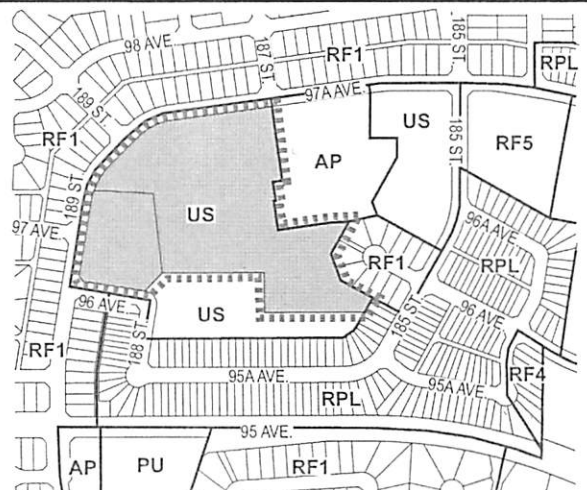 98 AVE.
187 ST.
RF1
185 ST.
RPL
189 ST.
97A AVE.
US
RF1
AP
185 ST.
RF5
189 ST.
US
96A AVE.
97 AVE.
RF1
RPL
96 AVE.
US
185 ST.
96 AVE.
RF1
188 ST.
RF4
95A AVE.
95A AVE.
RPL
95 AVE.
AP
PU
RF1